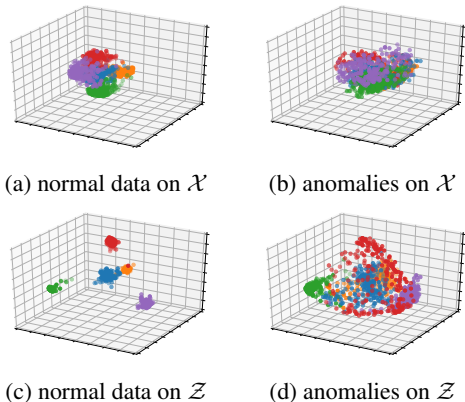 (a) normal data on 𝒳
(b) anomalies on 𝒳
(c) normal data on 𝒵
(d) anomalies on 𝒵